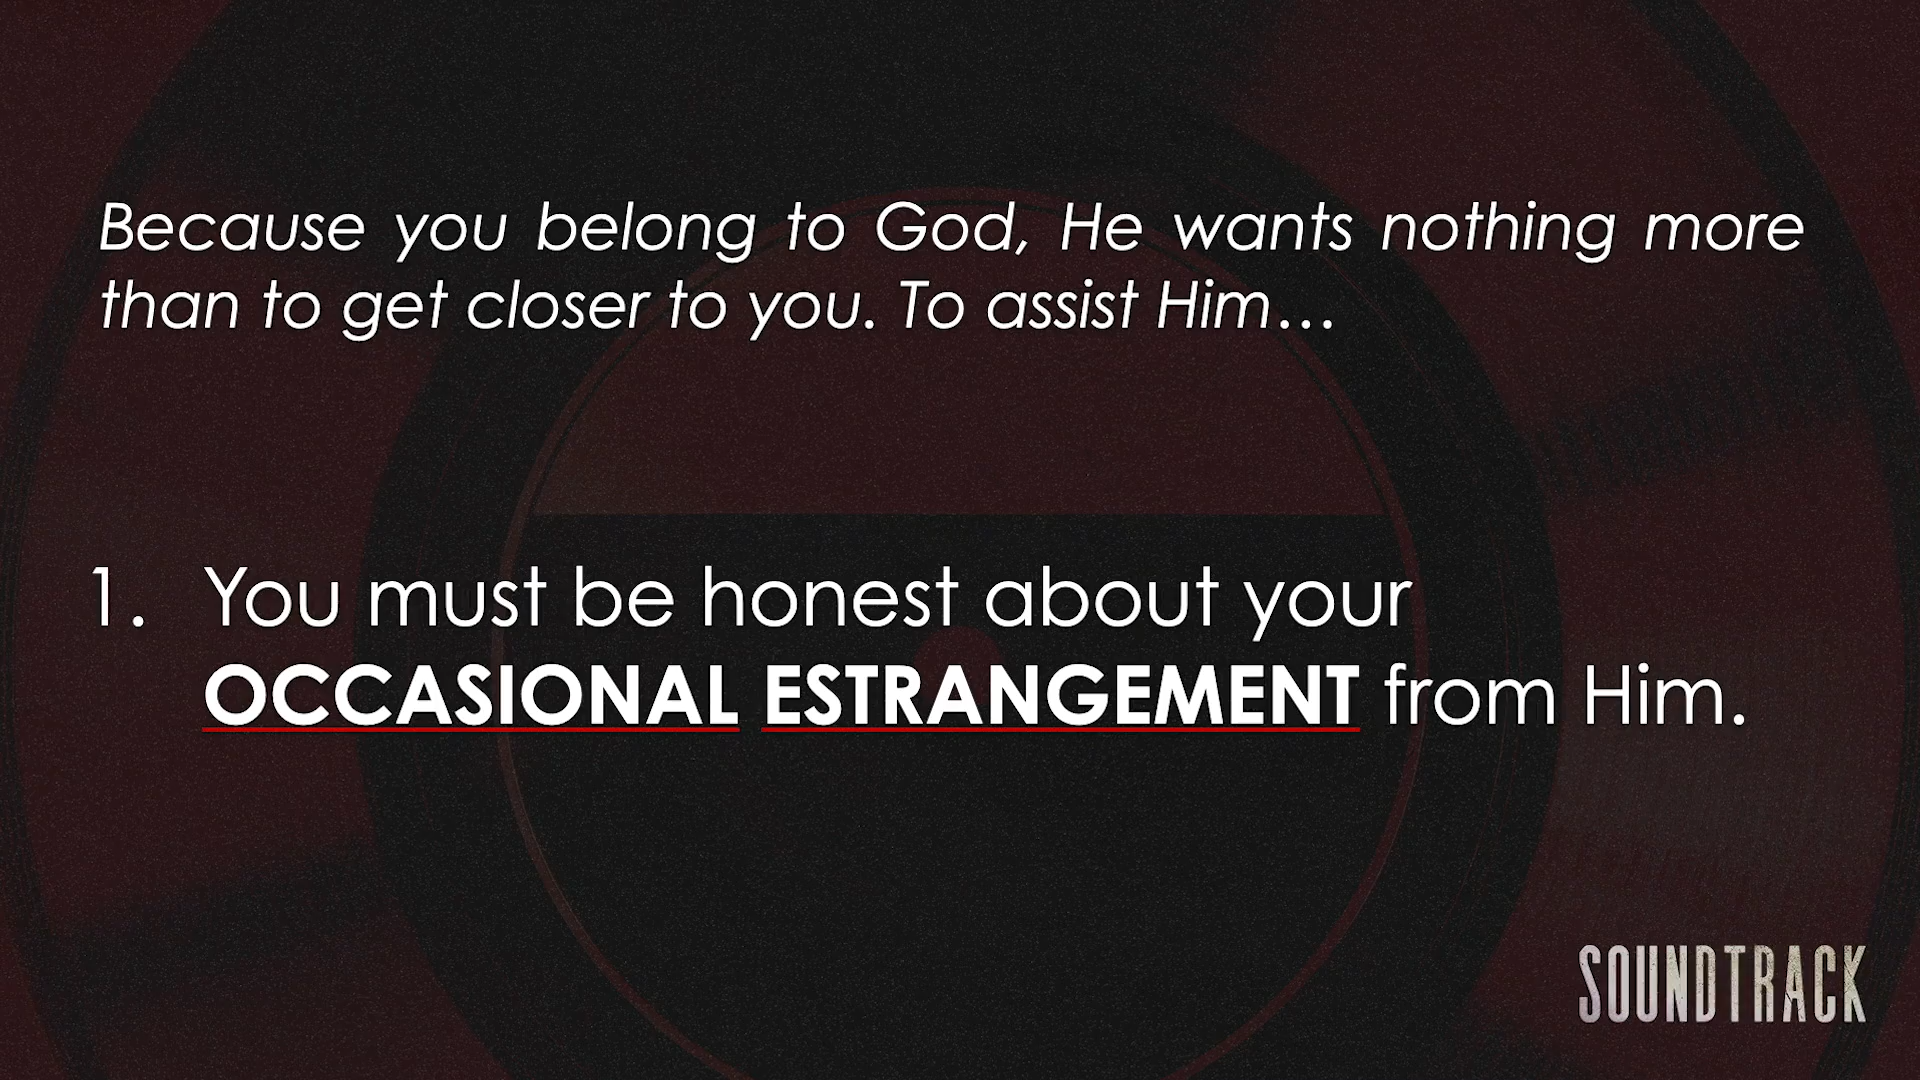 Because you belong to God, He wants nothing more
than to get closer to you. To assist Him…
1. You must be honest about your
OCCASIONAL ESTRANGEMENT from Him.
SOUNDTRACK